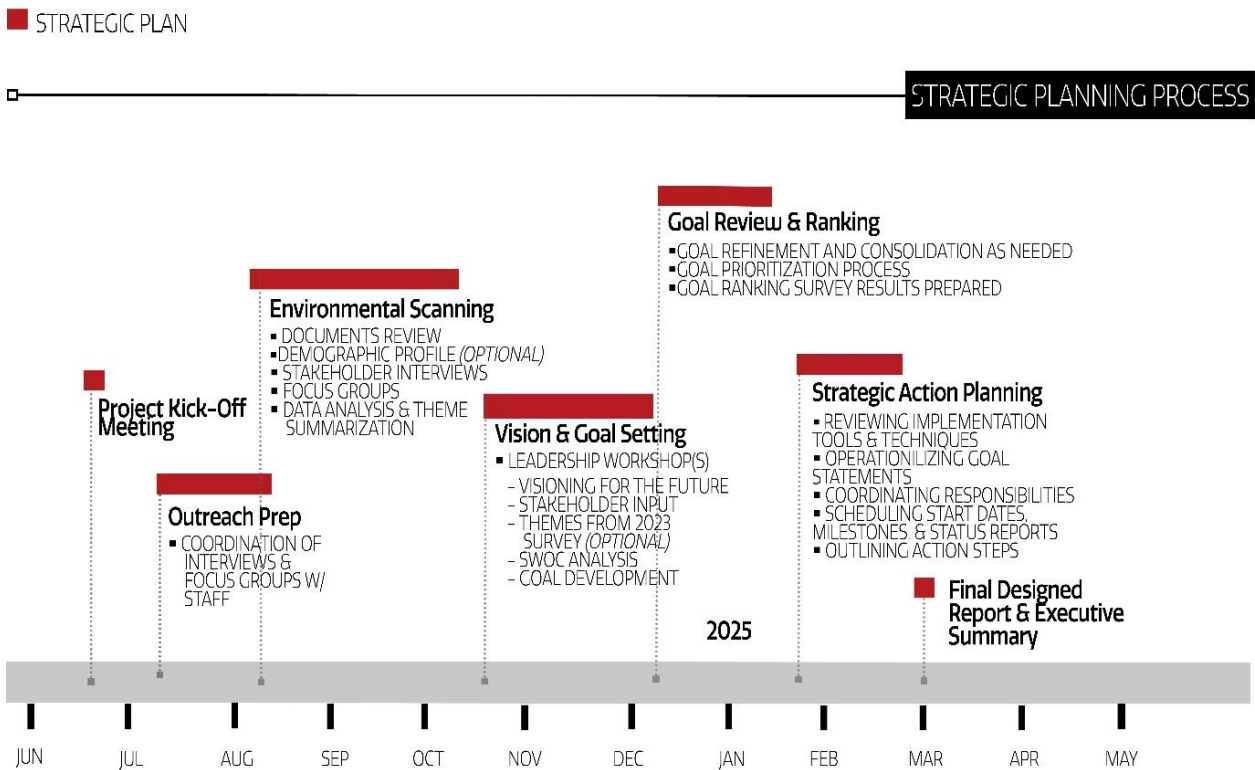 STRATEGIC PLAN
STRATEGIC PLANNING PROCESS
Goal Review & Ranking
▪GOAL REFINEMENT AND CONSOLIDATION AS NEEDED
▪GOAL PRIORITIZATION PROCESS
▪GOAL RANKING SURVEY RESULTS PREPARED
Environmental Scanning
▪ DOCUMENTS REVIEW
▪DEMOGRAPHIC PROFILE (OPTIONAL)
▪ STAKEHOLDER INTERVIEWS
▪ FOCUS GROUPS
▪ DATA ANALYSIS & THEME
SUMMARIZATION
Project Kick-Off
Meeting
Strategic Action Planning
▪ REVIEWING IMPLEMENTATION
TOOLS & TECHNIQUES
▪ OPERATIONILIZING GOAL
STATEMENTS
▪ COORDINATING RESPONSIBILITIES
▪ SCHEDULING START DATES,
MILESTONES & STATUS REPORTS
▪ OUTLINING ACTION STEPS
Vision & Goal Setting
▪ LEADERSHIP WORKSHOP(S)
– VISIONING FOR THE FUTURE
– STAKEHOLDER INPUT
– THEMES FROM 2023
SURVEY (OPTIONAL)
– SWOC ANALYSIS
– GOAL DEVELOPMENT
Outreach Prep
▪ COORDINATION OF
INTERVIEWS &
FOCUS GROUPS W/
STAFF
Final Designed
Report & Executive
Summary
2025
JUN
JUL
AUG
SEP
OCT
NOV
DEC
JAN
FEB
MAR
APR
MAY